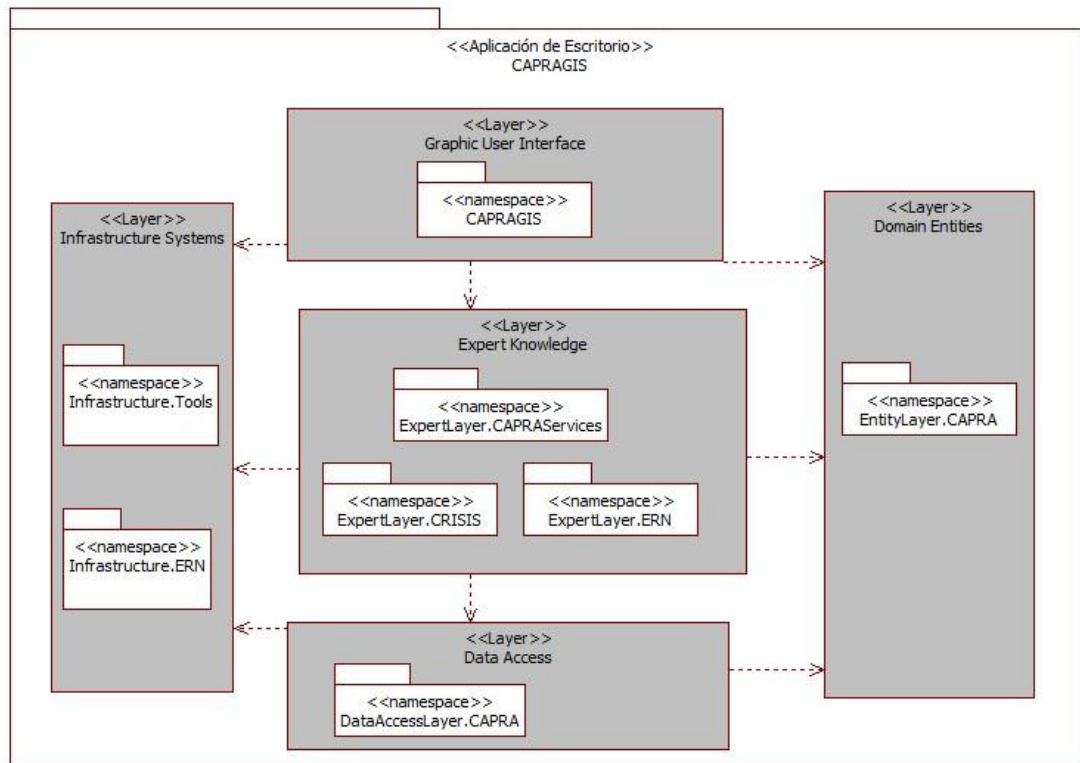 <<Aplicación de Escritorio>>
CAPRAGIS
<<Layer>>
Graphic User Interface
<<namespace>>
CAPRAGIS
<<Layer>>
Infrastructure Systems
<<namespace>>
Infrastructure.Tools
<<namespace>>
Infrastructure.ERN
<<Layer>>
Expert Knowledge
<<namespace>>
ExpertLayer.CAPRAServices
<<namespace>>
ExpertLayer.CRISIS
<<namespace>>
ExpertLayer.ERN
<<Layer>>
Data Access
<<namespace>>
DataAccessLayer.CAPRA
<<Layer>>
Domain Entities
<<namespace>>
EntityLayer.CAPRA